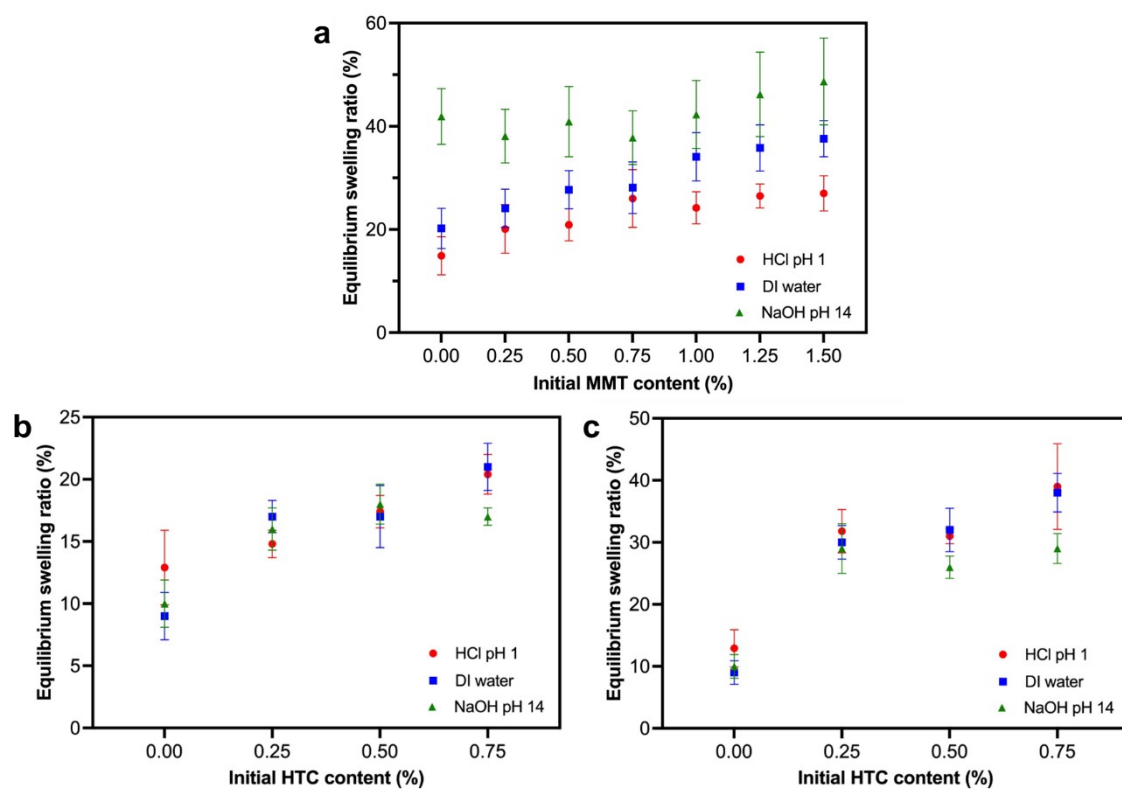 a
Equilibrium swelling ratio (%)
60
40
20
0
HCl pH 1
DI water
NaOH pH 14
0.00 0.25 0.50 0.75 1.00 1.25 1.50
Initial MMT content (%)
b
Equilibrium swelling ratio (%)
25
20
15
10
5
0
HCl pH 1
DI water
NaOH pH 14
0.00 0.25 0.50 0.75
Initial HTC content (%)
c
Equilibrium swelling ratio (%)
50
40
30
20
10
0
HCl pH 1
DI water
NaOH pH 14
0.00 0.25 0.50 0.75
Initial HTC content (%)